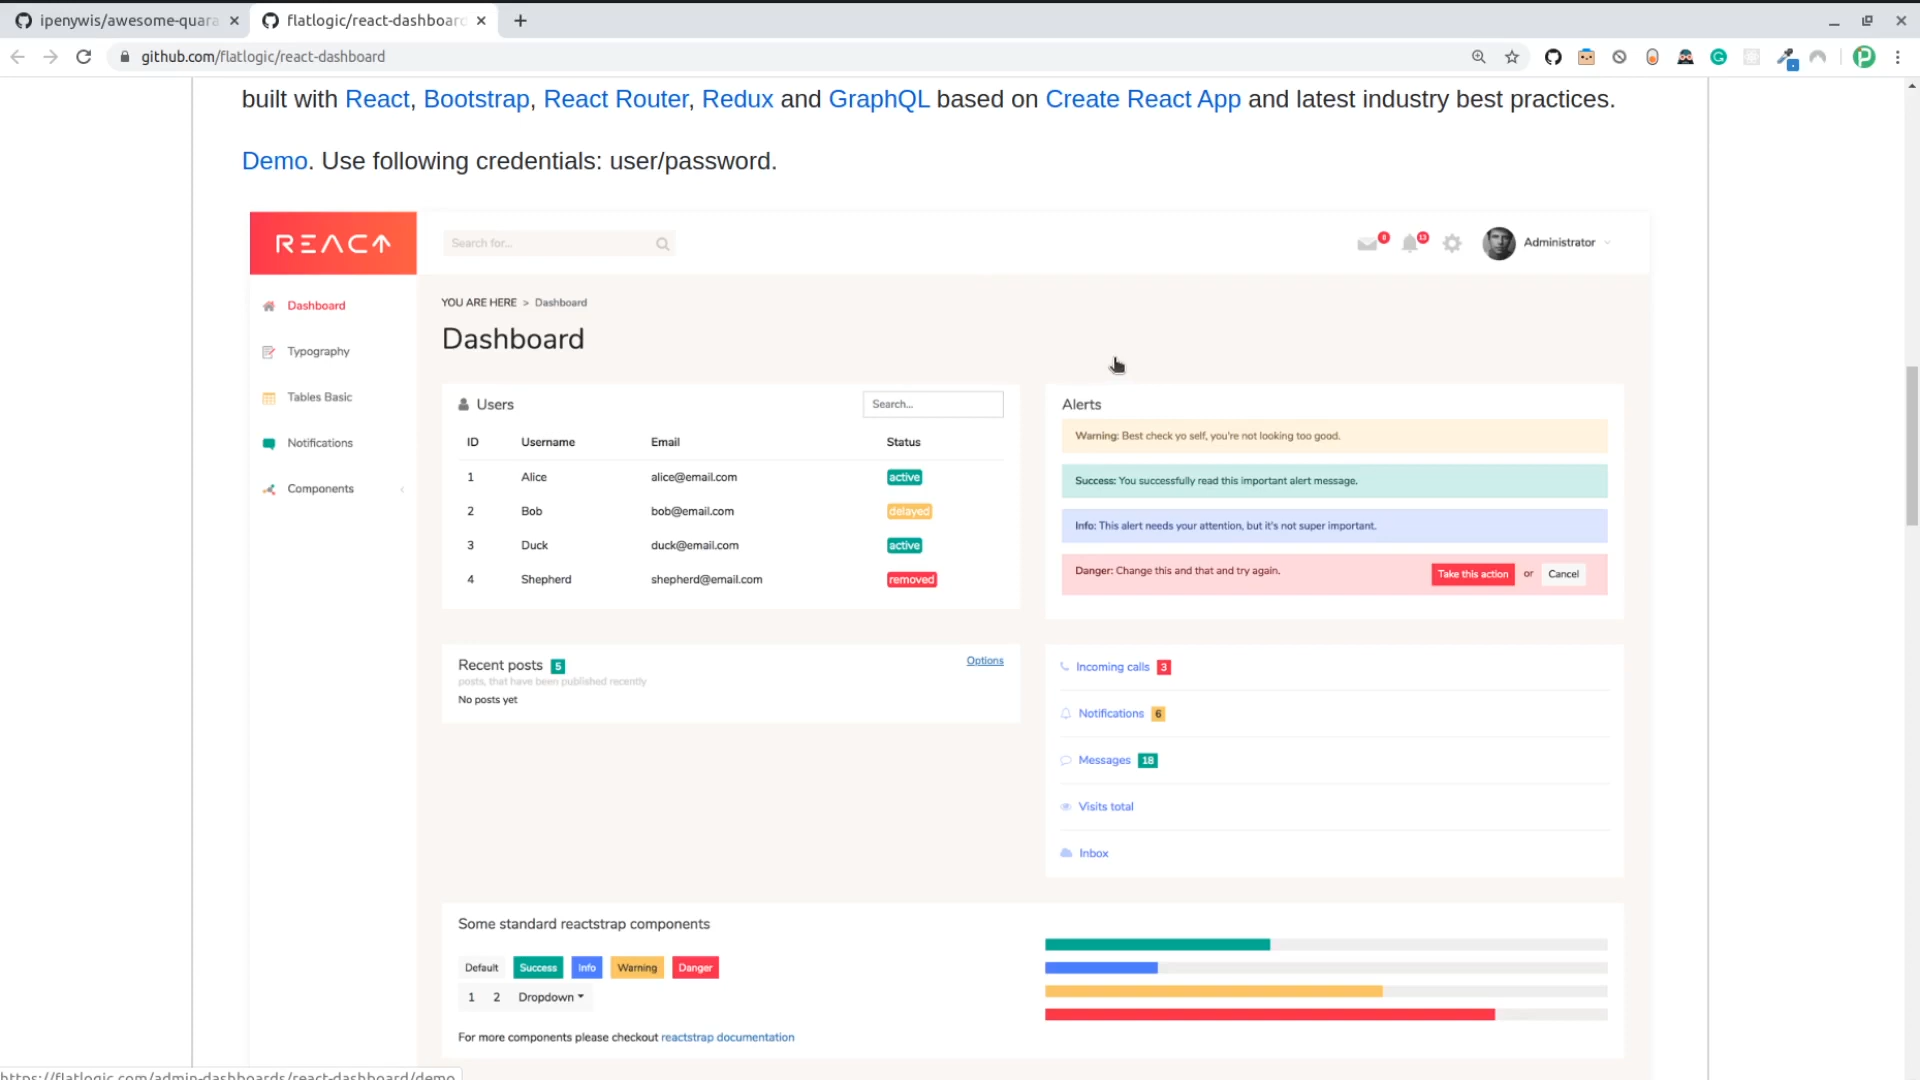 ipenywis/awesome-quara
flatlogic/react-dashboard
github.com/flatlogic/react-dashboard
built with React, Bootstrap, React Router, Redux and GraphQL based on Create React App and latest industry best practices.
Demo. Use following credentials: user/password.
REACT
Search for...
8
13
Administrator
Dashboard
Typography
Tables Basic
Notifications
Components
YOU ARE HERE > Dashboard
Dashboard
Users
Search...
ID Username Email Status
1 Alice alice@email.com active
2 Bob bob@email.com delayed
3 Duck duck@email.com active
4 Shepherd shepherd@email.com removed
Alerts
Warning: Best check yo self, you're not looking too good.
Success: You successfully read this important alert message.
Info: This alert needs your attention, but it's not super important.
Danger: Change this and that and try again. Take this action or Cancel
Recent posts 5 Options
posts, that have been published recently
No posts yet
Incoming calls 3
Notifications 6
Messages 18
Visits total
Inbox
Some standard reactstrap components
Default Success Info Warning Danger
1 2 Dropdown
For more components please checkout reactstrap documentation
https://flatlogic.com/admin-dashboards/react-dashboard/demo